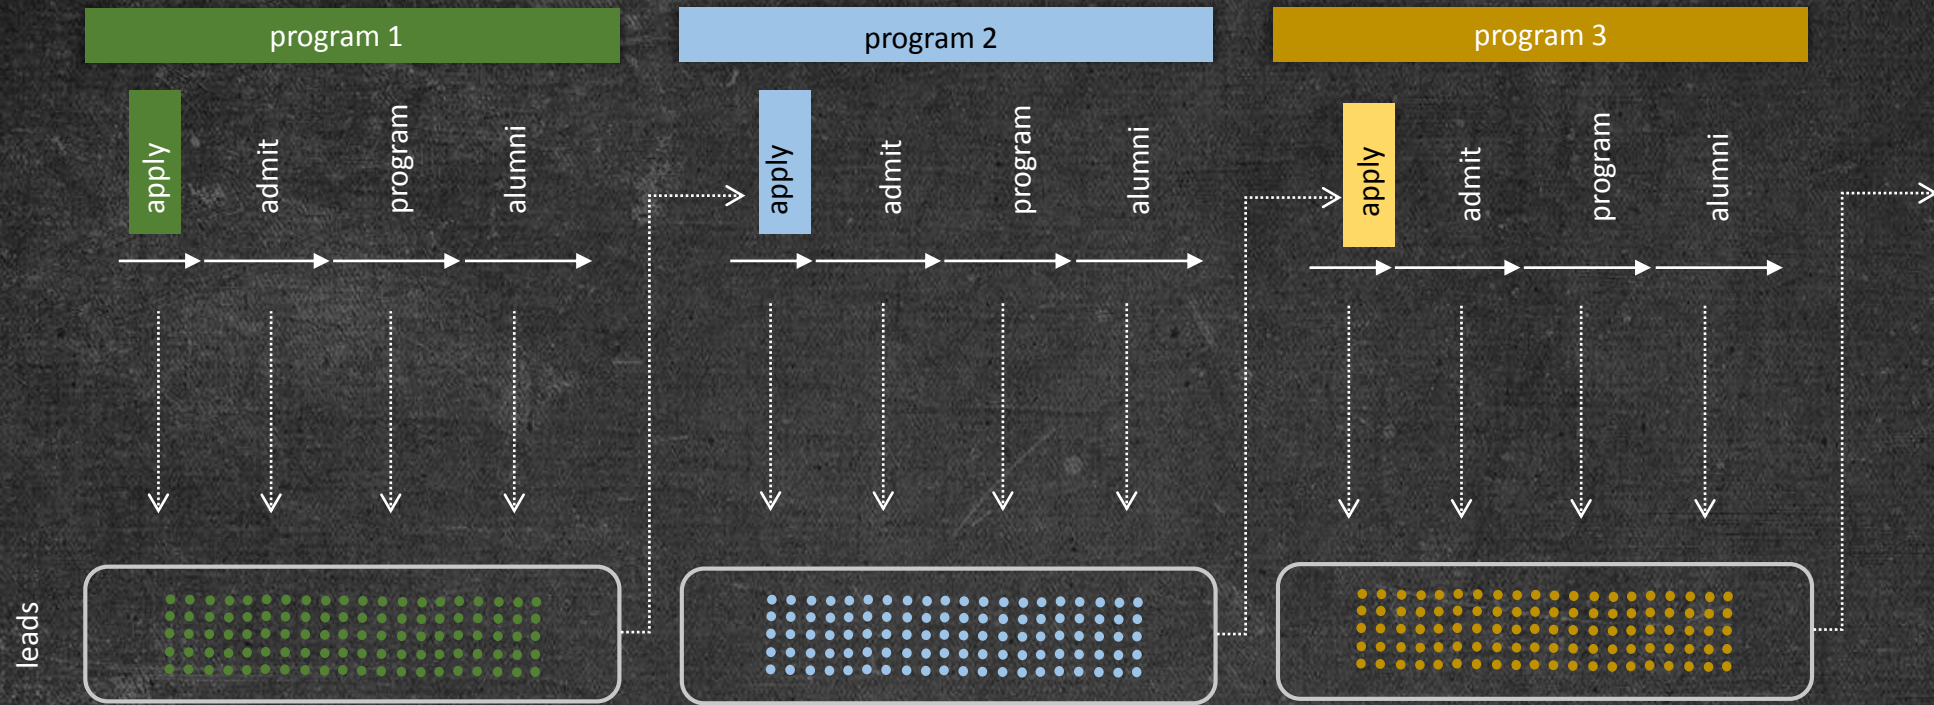 program 1
program 2
program 3
apply
admit
program
alumni
apply
admit
program
alumni
apply
admit
program
alumni
leads